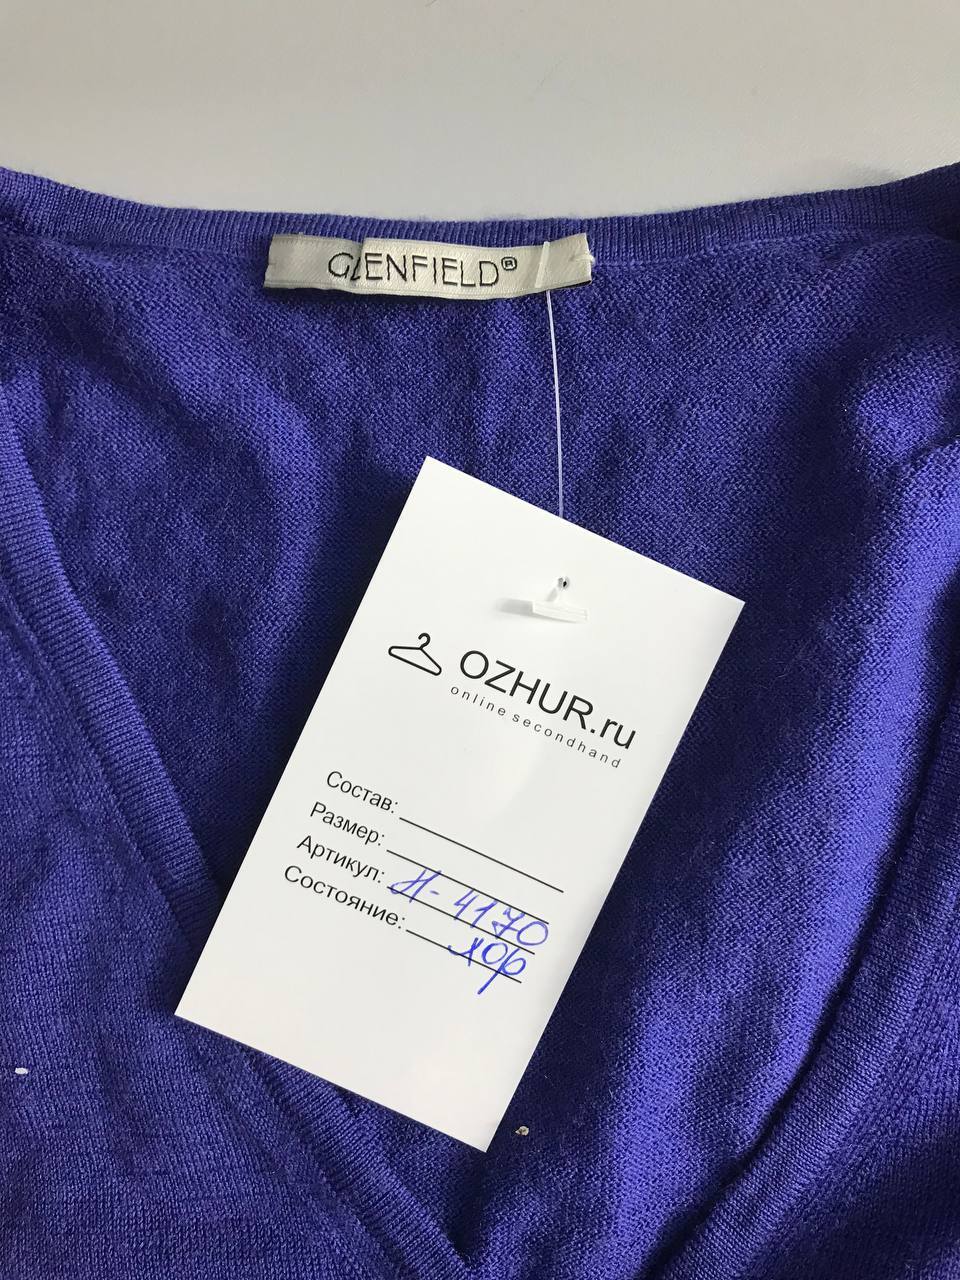 GLENFIELD®
OZHUR.ru
online secondhand
Состав:
Размер:
Артикул: Н-4170
Состояние: хор